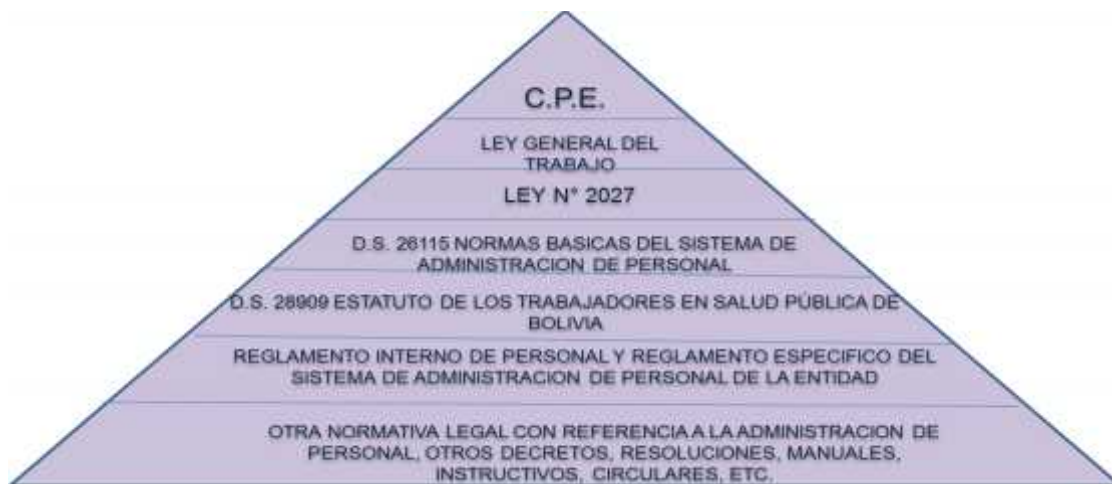 C.P.E.
LEY GENERAL DEL
TRABAJO
LEY N° 2027
D.S. 26115 NORMAS BASICAS DEL SISTEMA DE
ADMINISTRACION DE PERSONAL
D.S. 28909 ESTATUTO DE LOS TRABAJADORES EN SALUD PÚBLICA DE
BOLIVIA
REGLAMENTO INTERNO DE PERSONAL Y REGLAMENTO ESPECIFICO DEL
SISTEMA DE ADMINISTRACION DE PERSONAL DE LA ENTIDAD
OTRA NORMATIVA LEGAL CON REFERENCIA A LA ADMINISTRACION DE
PERSONAL, OTROS DECRETOS, RESOLUCIONES, MANUALES,
INSTRUCTIVOS, CIRCULARES, ETC.